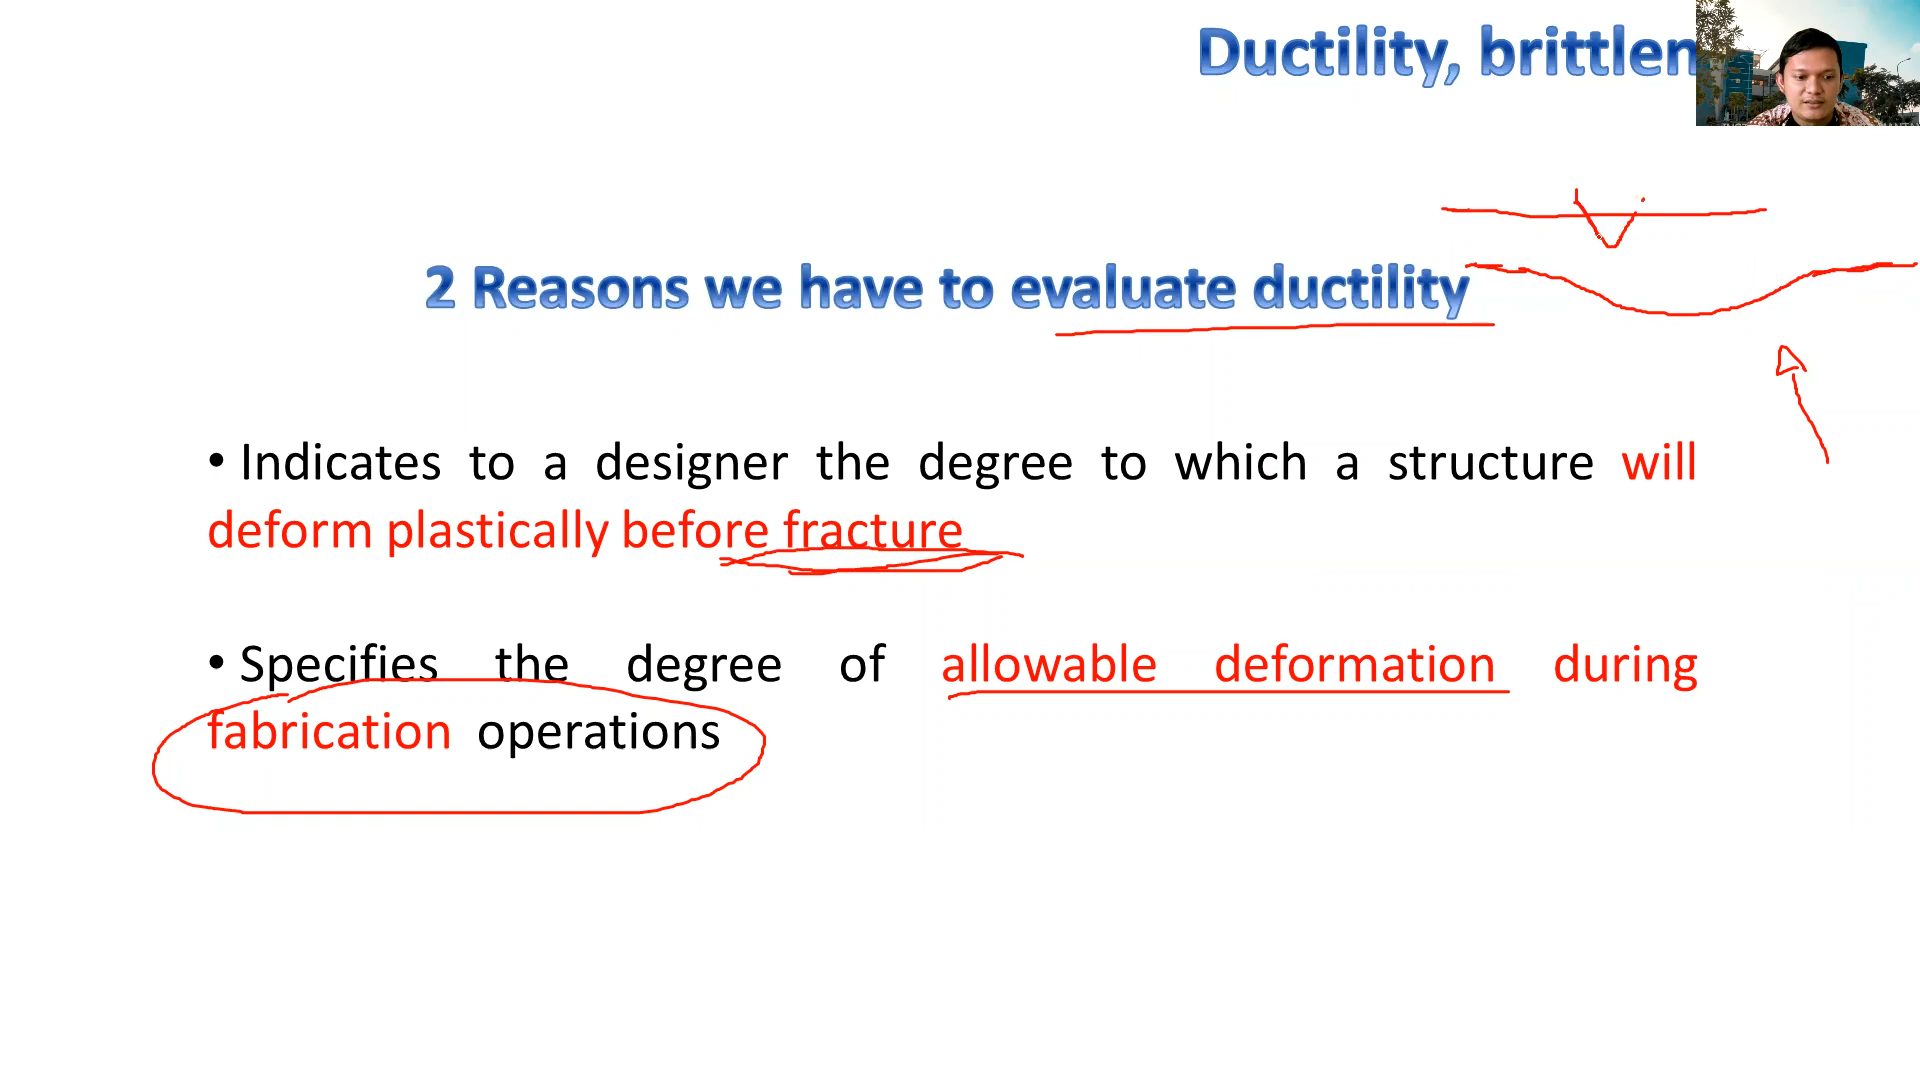 Ductility, brittlen
2 Reasons we have to evaluate ductility
• Indicates to a designer the degree to which a structure will
deform plastically before fracture
• Specifies the degree of allowable deformation during
fabrication operations